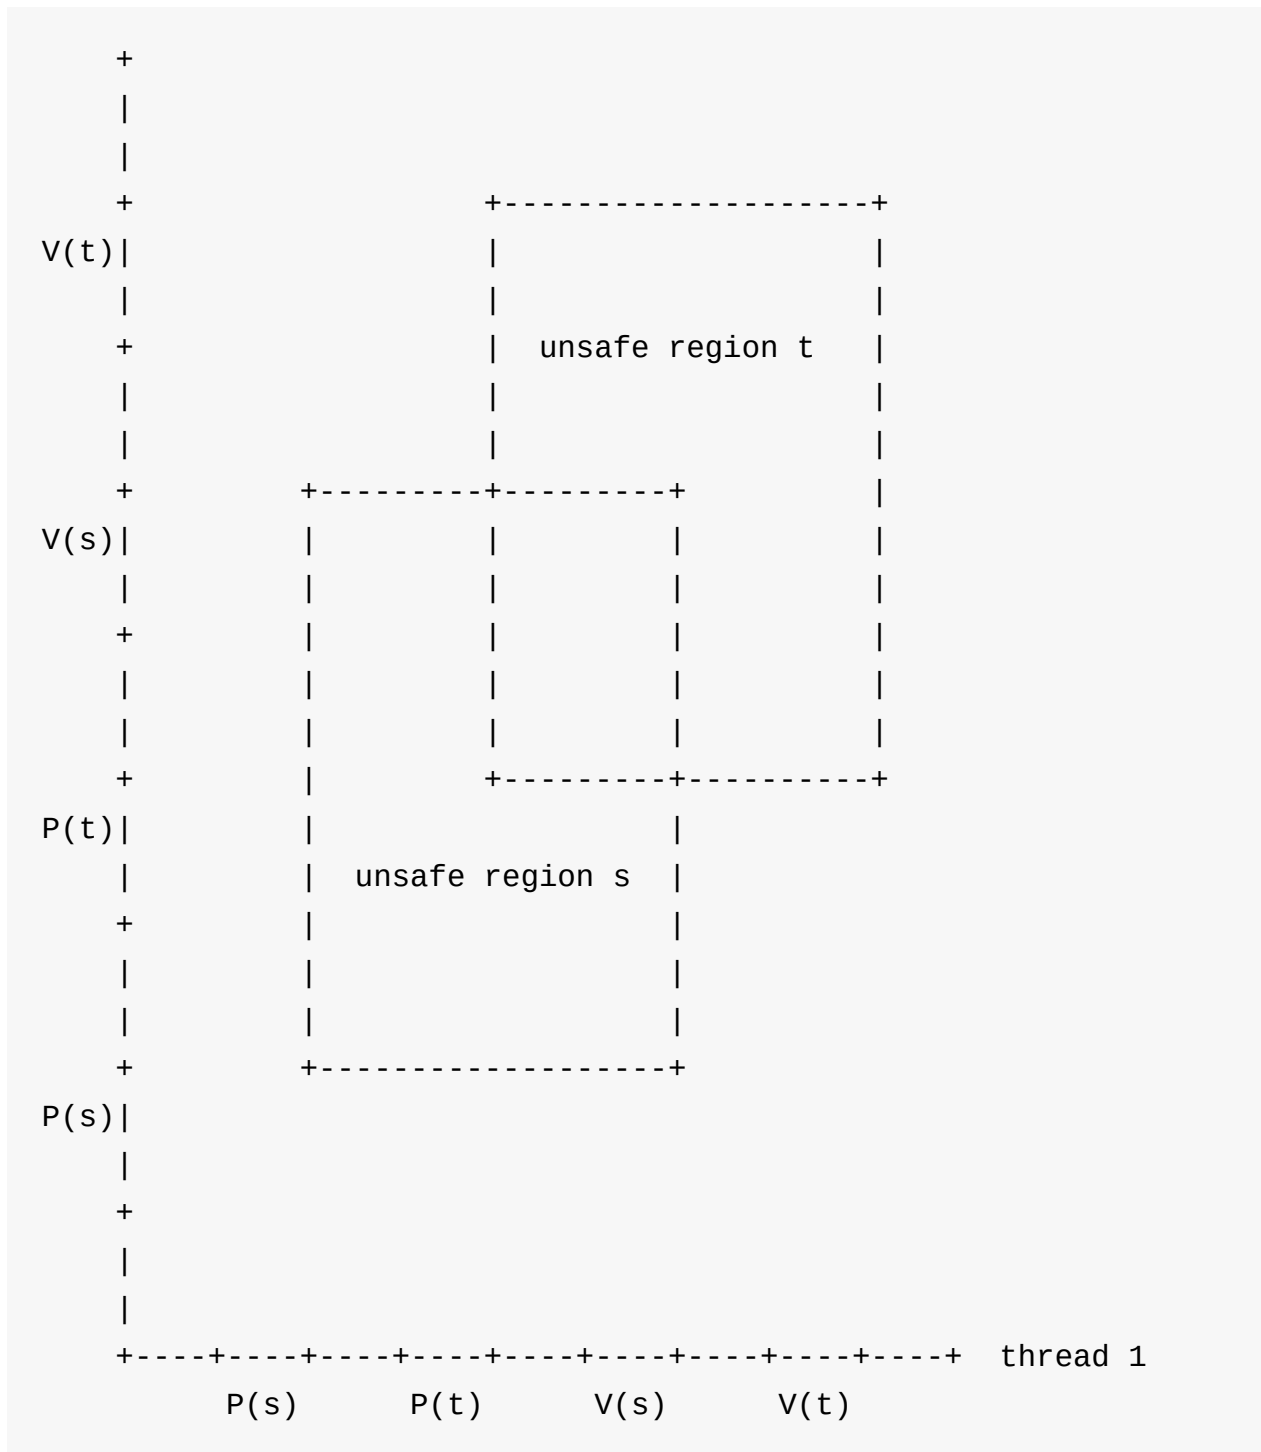 +
|
|
+                   +--------------------+
V(t)|                   |                    |
|                   |                    |
+                   |  unsafe region t   |
|                   |                    |
|                   |                    |
+         +---------+---------+          |
V(s)|         |         |         |          |
|         |         |         |          |
+         |         |         |          |
|         |         |         |          |
|         |         |         |          |
+         |         +---------+----------+
P(t)|         |                   |
|         |  unsafe region s  |
+         |                   |
|         |                   |
|         |                   |
+         +-------------------+
P(s)|
|
+
|
|
+----+----+----+----+----+----+----+----+----+  thread 1
P(s)      P(t)      V(s)      V(t)